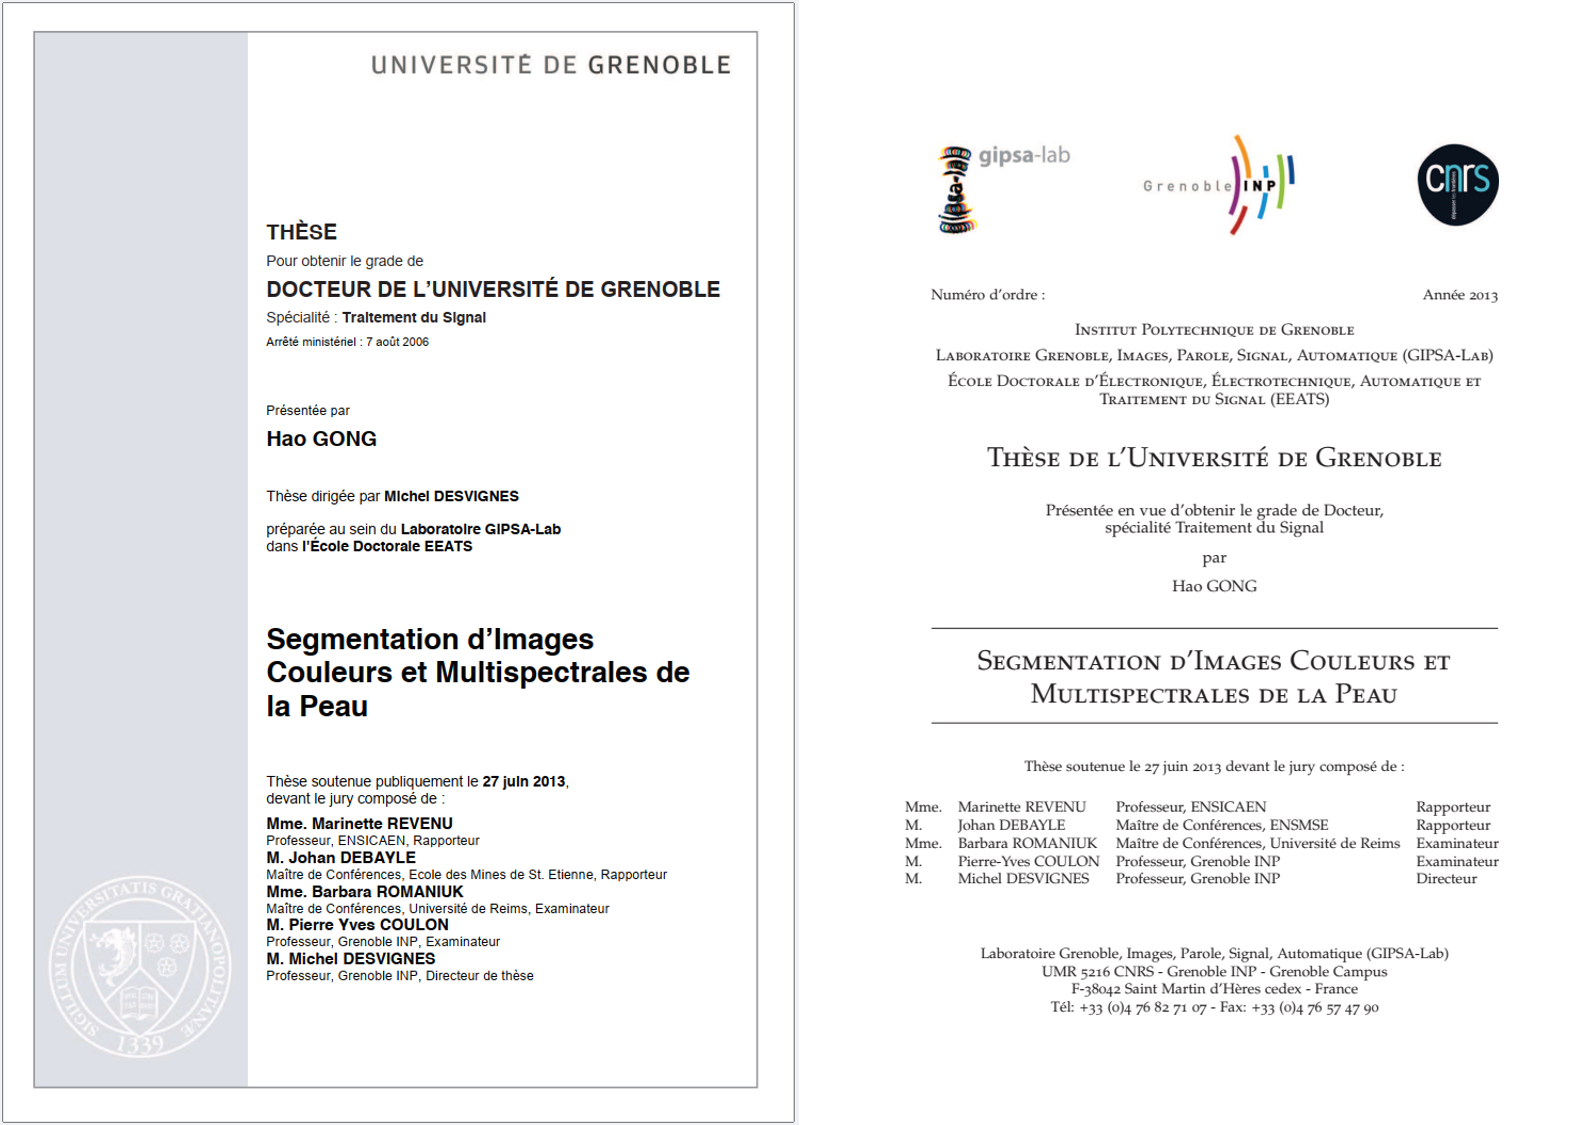 UNIVERSITÉ DE GRENOBLE
THÈSE
Pour obtenir le grade de
DOCTEUR DE L’UNIVERSITÉ DE GRENOBLE
Spécialité : Traitement du Signal
Arrêté ministériel : 7 août 2006
Présentée par
Hao GONG
Thèse dirigée par Michel DESVIGNES
préparée au sein du Laboratoire GIPSA-Lab
dans l’École Doctorale EEATS
Segmentation d’Images
Couleurs et Multispectrales de
la Peau
Thèse soutenue publiquement le 27 juin 2013,
devant le jury composé de :
Mme. Marinette REVENU
Professeur, ENSICAEN, Rapporteur
M. Johan DEBAYLE
Maître de Conférences, Ecole des Mines de St. Etienne, Rapporteur
Mme. Barbara ROMANIUK
Maître de Conférences, Université de Reims, Examinateur
M. Pierre Yves COULON
Professeur, Grenoble INP, Examinateur
M. Michel DESVIGNES
Professeur, Grenoble INP, Directeur de thèse
SIGILLUM UNIVERSITATIS GRATIANOPOLITANÆ
1339
gipsa-lab
Grenoble INP
cnrs
Numéro d’ordre : Année 2013
Institut Polytechnique de Grenoble
Laboratoire Grenoble, Images, Parole, Signal, Automatique (GIPSA-Lab)
École Doctorale d’Électronique, Électrotechnique, Automatique et
Traitement du Signal (EEATS)
Thèse de l’Université de Grenoble
Présentée en vue d’obtenir le grade de Docteur,
spécialité Traitement du Signal
par
Hao GONG
Segmentation d’Images Couleurs et
Multispectrales de la Peau
Thèse soutenue le 27 juin 2013 devant le jury composé de :
Mme. Marinette REVENU Professeur, ENSICAEN Rapporteur
M. Johan DEBAYLE Maître de Conférences, ENSMSE Rapporteur
Mme. Barbara ROMANIUK Maître de Conférences, Université de Reims Examinateur
M. Pierre-Yves COULON Professeur, Grenoble INP Examinateur
M. Michel DESVIGNES Professeur, Grenoble INP Directeur
Laboratoire Grenoble, Images, Parole, Signal, Automatique (GIPSA-Lab)
UMR 5216 CNRS - Grenoble INP - Grenoble Campus
F-38042 Saint Martin d’Hères cedex - France
Tél: +33 (0)4 76 82 71 07 - Fax: +33 (0)4 76 57 47 90